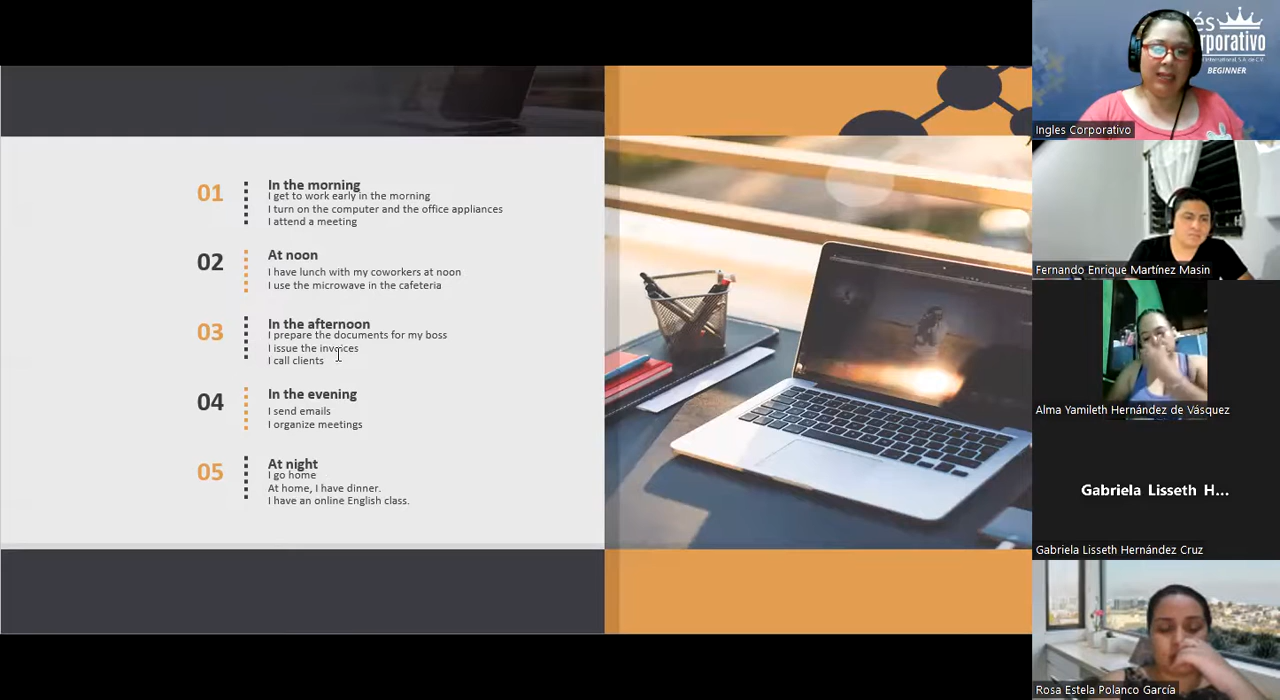 01
In the morning
I get to work early in the morning
I turn on the computer and the office appliances
I attend a meeting
02
At noon
I have lunch with my coworkers at noon
I use the microwave in the cafeteria
03
In the afternoon
I prepare the documents for my boss
I issue the invoices
I call clients
04
In the evening
I send emails
I organize meetings
05
At night
I go home
At home, I have dinner.
I have an online English class.
BEGINNER
Ingles Corporativo
Fernando Enrique Martínez Masin
Alma Yamileth Hernández de Vásquez
Gabriela Lisseth H...
Gabriela Lisseth Hernández Cruz
Rosa Estela Polanco García